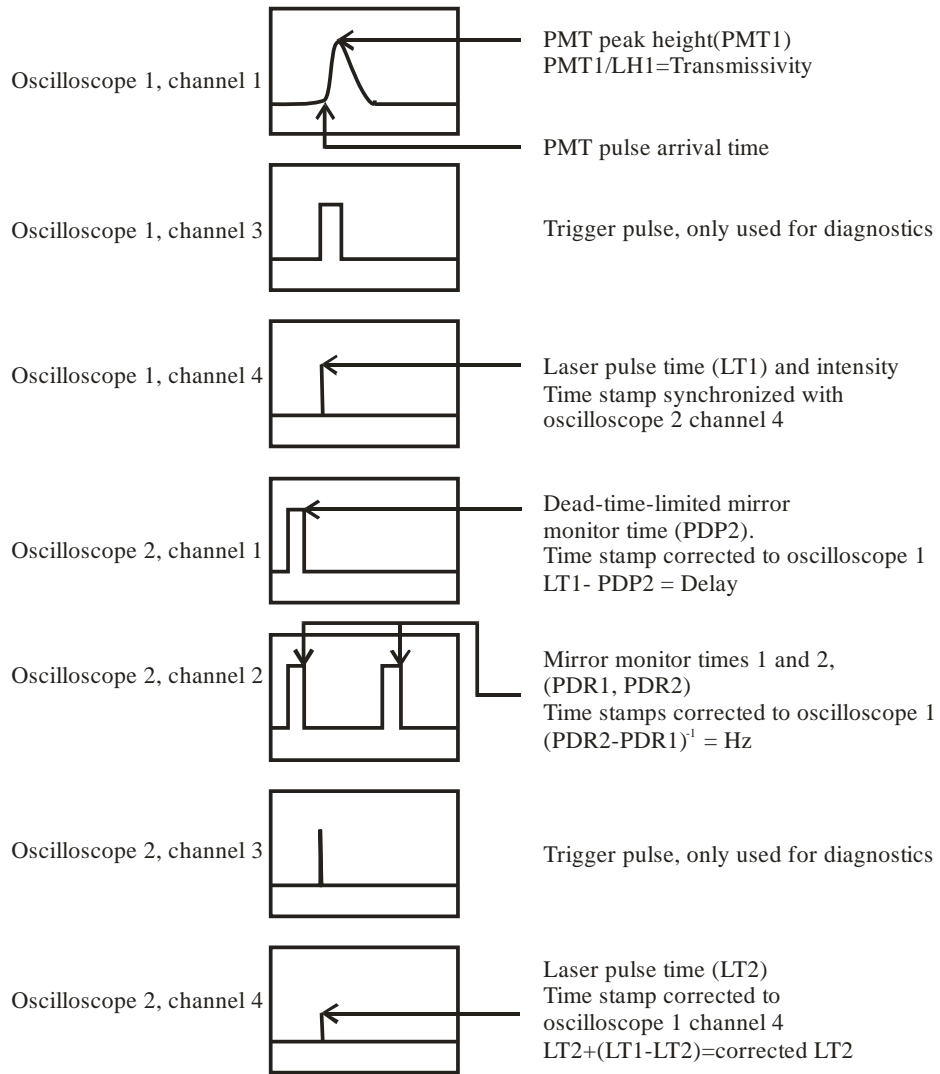 Oscilloscope 1, channel 1
PMT peak height(PMT1)
PMT1/LH1=Transmissivity
PMT pulse arrival time
Oscilloscope 1, channel 3
Trigger pulse, only used for diagnostics
Oscilloscope 1, channel 4
Laser pulse time (LT1) and intensity
Time stamp synchronized with
oscilloscope 2 channel 4
Oscilloscope 2, channel 1
Dead-time-limited mirror
monitor time (PDP2).
Time stamp corrected to oscilloscope 1
LT1- PDP2 = Delay
Oscilloscope 2, channel 2
Mirror monitor times 1 and 2,
(PDR1, PDR2)
Time stamps corrected to oscilloscope 1
(PDR2-PDR1)⁻¹ = Hz
Oscilloscope 2, channel 3
Trigger pulse, only used for diagnostics
Oscilloscope 2, channel 4
Laser pulse time (LT2)
Time stamp corrected to
oscilloscope 1 channel 4
LT2+(LT1-LT2)=corrected LT2